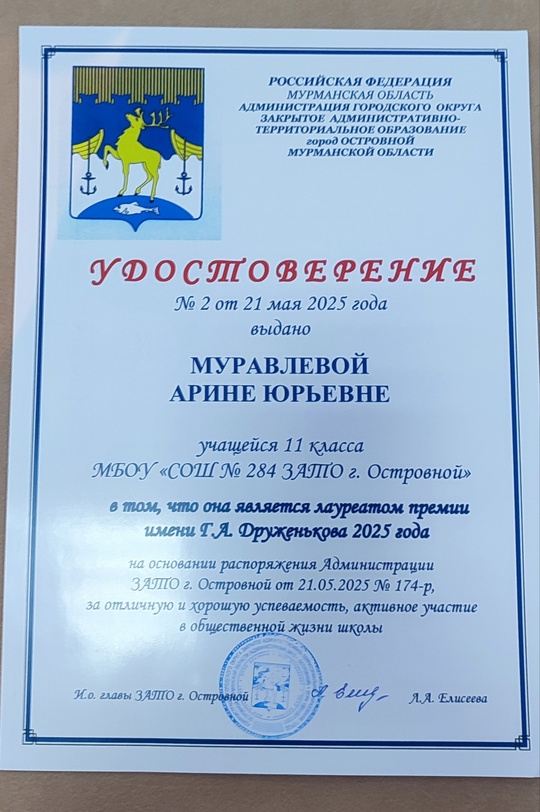 РОССИЙСКАЯ ФЕДЕРАЦИЯ
МУРМАНСКАЯ ОБЛАСТЬ
АДМИНИСТРАЦИЯ ГОРОДСКОГО ОКРУГА
ЗАКРЫТОЕ АДМИНИСТРАТИВНО-
ТЕРРИТОРИАЛЬНОЕ ОБРАЗОВАНИЕ
город ОСТРОВНОЙ
МУРМАНСКОЙ ОБЛАСТИ
УДОСТОВЕРЕНИЕ
№ 2 от 21 мая 2025 года
выдано
МУРАВЛЕВОЙ
АРИНЕ ЮРЬЕВНЕ
учащейся 11 класса
МБОУ «СОШ № 284 ЗАТО г. Островной»
в том, что она является лауреатом премии
имени Г.А. Друженькова 2025 года
на основании распоряжения Администрации
ЗАТО г. Островной от 21.05.2025 № 174-р,
за отличную и хорошую успеваемость, активное участие
в общественной жизни школы
И.о. главы ЗАТО г. Островной Л.А. Елисеева